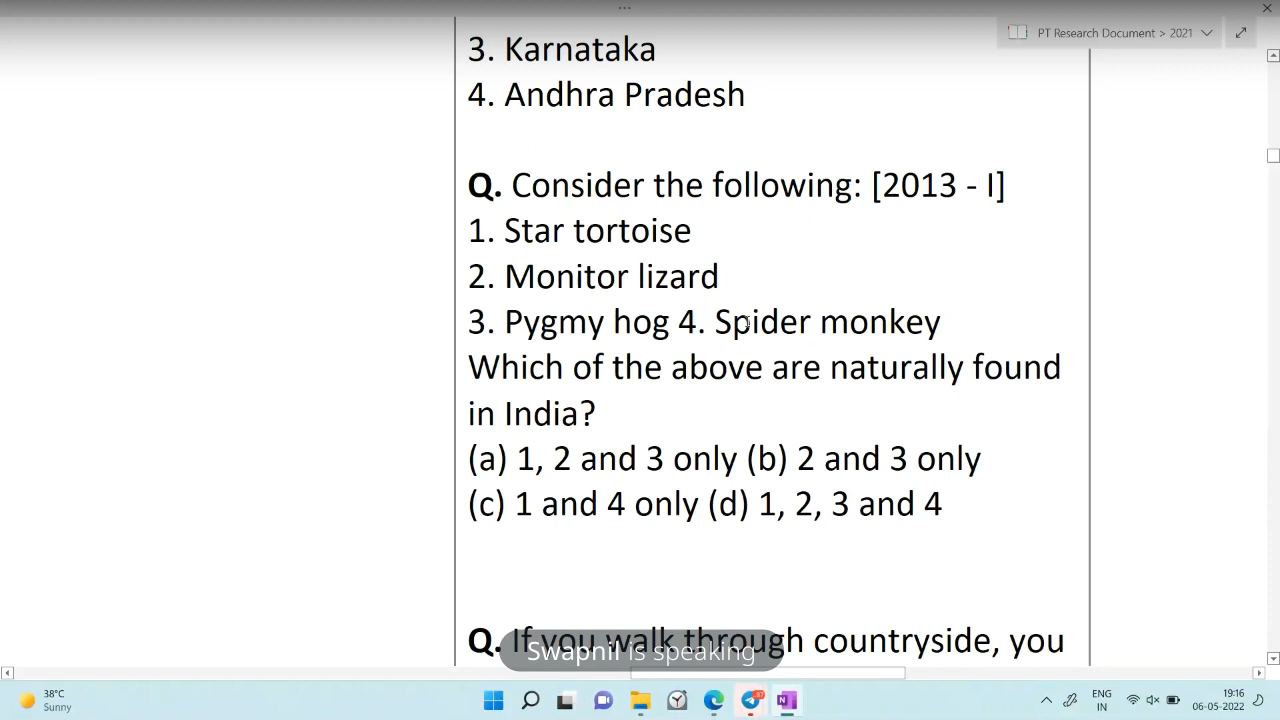 PT Research Document > 2021
3. Karnataka
4. Andhra Pradesh
Q. Consider the following: [2013 - I]
1. Star tortoise
2. Monitor lizard
3. Pygmy hog 4. Spider monkey
Which of the above are naturally found
in India?
(a) 1, 2 and 3 only (b) 2 and 3 only
(c) 1 and 4 only (d) 1, 2, 3 and 4
Q. If you walk through countryside, you
Swapnil is speaking
38°C
Sunny
ENG
IN
9:16
06-05-2022